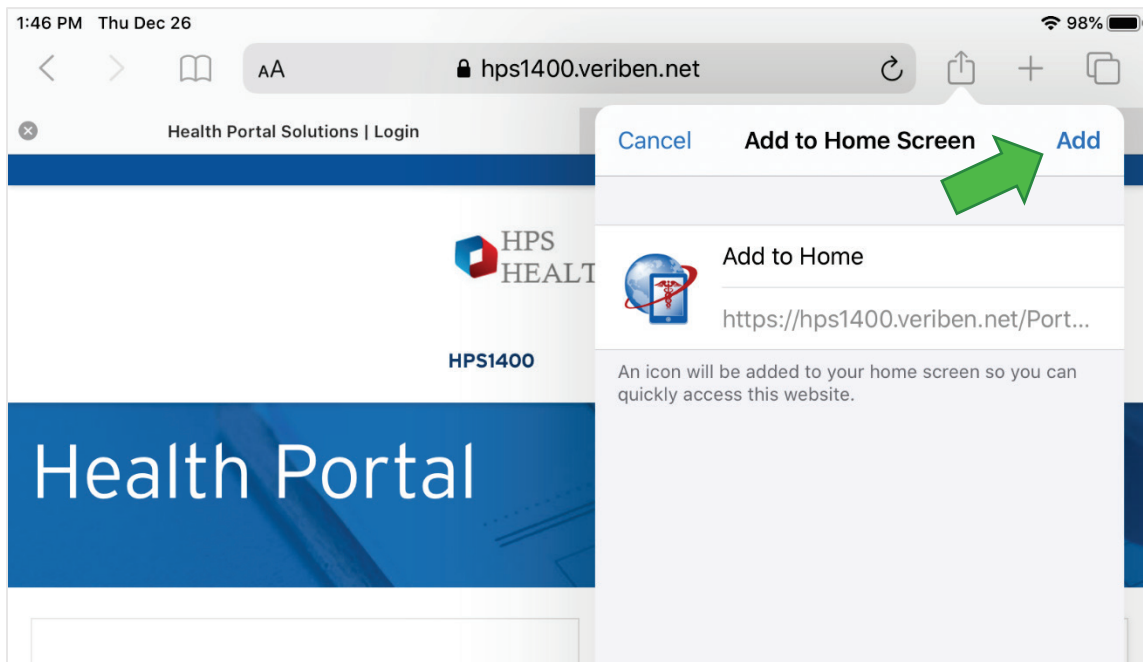 1:46 PM Thu Dec 26 98%
AA hps1400.veriben.net
Health Portal Solutions | Login
Cancel Add to Home Screen Add
HPS
HEALT
Add to Home
https://hps1400.veriben.net/Port...
HPS1400
An icon will be added to your home screen so you can
quickly access this website.
Health Portal